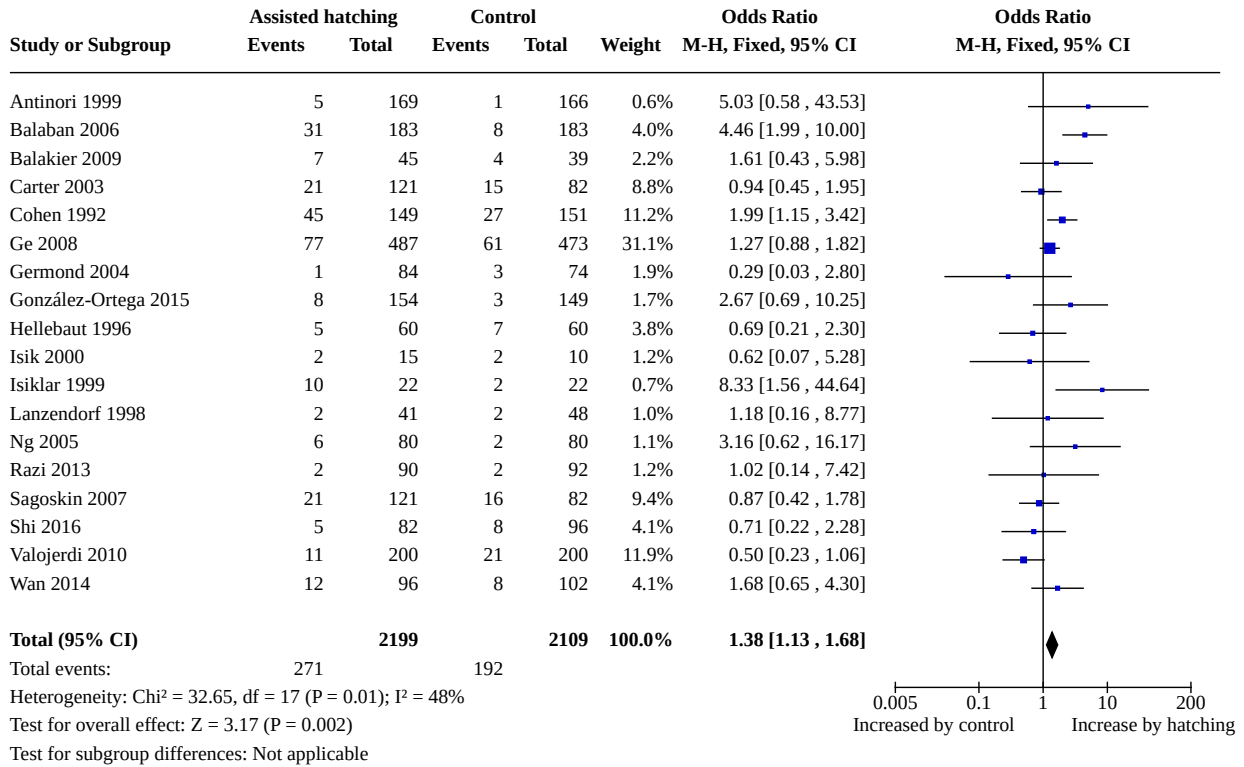 Assisted hatching Control Odds Ratio Odds Ratio
Study or Subgroup Events Total Events Total Weight M-H, Fixed, 95% CI M-H, Fixed, 95% CI
Antinori 1999 5 169 1 166 0.6% 5.03 [0.58 , 43.53]
Balaban 2006 31 183 8 183 4.0% 4.46 [1.99 , 10.00]
Balakier 2009 7 45 4 39 2.2% 1.61 [0.43 , 5.98]
Carter 2003 21 121 15 82 8.8% 0.94 [0.45 , 1.95]
Cohen 1992 45 149 27 151 11.2% 1.99 [1.15 , 3.42]
Ge 2008 77 487 61 473 31.1% 1.27 [0.88 , 1.82]
Germond 2004 1 84 3 74 1.9% 0.29 [0.03 , 2.80]
González-Ortega 2015 8 154 3 149 1.7% 2.67 [0.69 , 10.25]
Hellebaut 1996 5 60 7 60 3.8% 0.69 [0.21 , 2.30]
Isik 2000 2 15 2 10 1.2% 0.62 [0.07 , 5.28]
Isiklar 1999 10 22 2 22 0.7% 8.33 [1.56 , 44.64]
Lanzendorf 1998 2 41 2 48 1.0% 1.18 [0.16 , 8.77]
Ng 2005 6 80 2 80 1.1% 3.16 [0.62 , 16.17]
Razi 2013 2 90 2 92 1.2% 1.02 [0.14 , 7.42]
Sagoskin 2007 21 121 16 82 9.4% 0.87 [0.42 , 1.78]
Shi 2016 5 82 8 96 4.1% 0.71 [0.22 , 2.28]
Valojerdi 2010 11 200 21 200 11.9% 0.50 [0.23 , 1.06]
Wan 2014 12 96 8 102 4.1% 1.68 [0.65 , 4.30]
Total (95% CI) 2199 2109 100.0% 1.38 [1.13 , 1.68]
Total events: 271 192
Heterogeneity: Chi² = 32.65, df = 17 (P = 0.01); I² = 48%
Test for overall effect: Z = 3.17 (P = 0.002)
Test for subgroup differences: Not applicable
0.005 0.1 1 10 200
Increased by control Increase by hatching